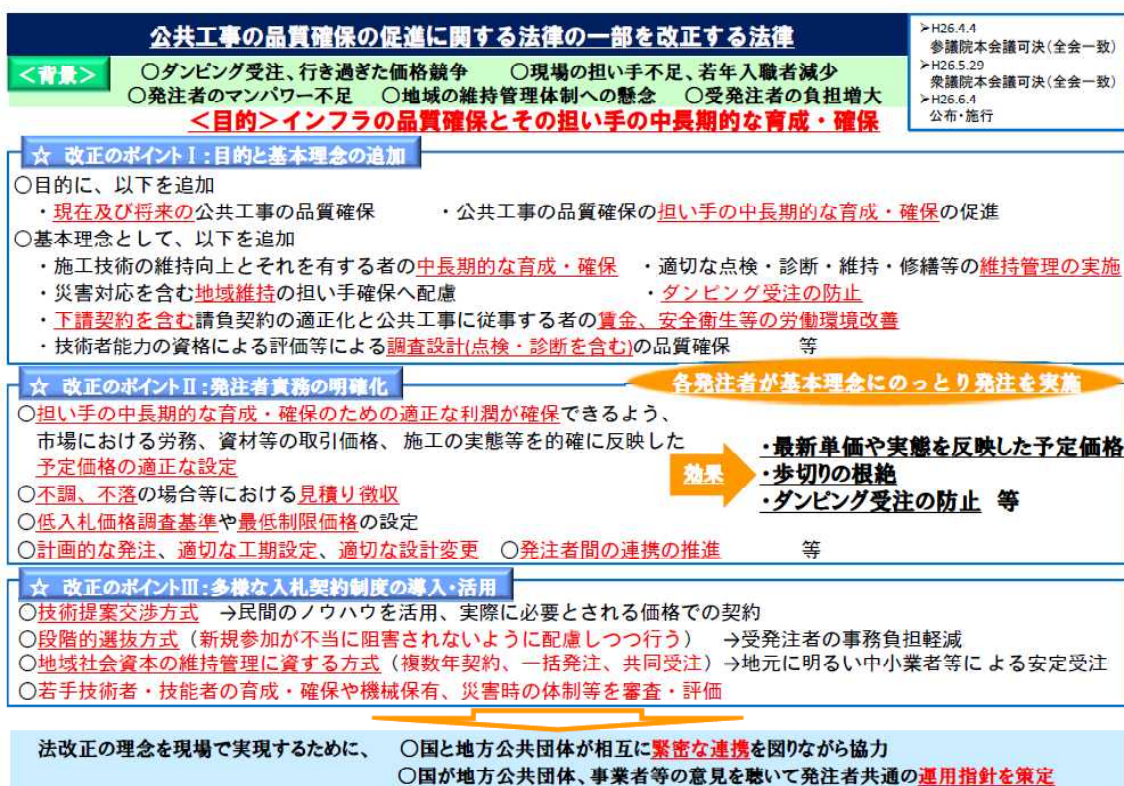 公共工事の品質確保の促進に関する法律の一部を改正する法律
➢H26.4.4
参議院本会議可決(全会一致)
➢H26.5.29
衆議院本会議可決(全会一致)
➢H26.6.4
公布・施行
<背景>
○ダンピング受注、行き過ぎた価格競争 ○現場の担い手不足、若年入職者減少
○発注者のマンパワー不足 ○地域の維持管理体制への懸念 ○受発注者の負担増大
<目的>インフラの品質確保とその担い手の中長期的な育成・確保
☆ 改正のポイントⅠ:目的と基本理念の追加
○目的に、以下を追加
・現在及び将来の公共工事の品質確保 ・公共工事の品質確保の担い手の中長期的な育成・確保の促進
○基本理念として、以下を追加
・施工技術の維持向上とそれを有する者の中長期的な育成・確保 ・適切な点検・診断・維持・修繕等の維持管理の実施
・災害対応を含む地域維持の担い手確保へ配慮 ・ダンピング受注の防止
・下請契約を含む請負契約の適正化と公共工事に従事する者の賃金、安全衛生等の労働環境改善
・技術者能力の資格による評価等による調査設計(点検・診断を含む)の品質確保 等
☆ 改正のポイントⅡ:発注者責務の明確化
各発注者が基本理念にのっとり発注を実施
○担い手の中長期的な育成・確保のための適正な利潤が確保できるよう、
市場における労務、資材等の取引価格、施工の実態等を的確に反映した
予定価格の適正な設定
○不調、不落の場合等における見積り徴収
○低入札価格調査基準や最低制限価格の設定
○計画的な発注、適切な工期設定、適切な設計変更 ○発注者間の連携の推進 等
効果
・最新単価や実態を反映した予定価格
・歩切りの根絶
・ダンピング受注の防止 等
☆ 改正のポイントⅢ:多様な入札契約制度の導入・活用
○技術提案交渉方式 →民間のノウハウを活用、実際に必要とされる価格での契約
○段階的選抜方式(新規参加が不当に阻害されないように配慮しつつ行う) →受発注者の事務負担軽減
○地域社会資本の維持管理に資する方式(複数年契約、一括発注、共同受注)→地元に明るい中小業者等による安定受注
○若手技術者・技能者の育成・確保や機械保有、災害時の体制等を審査・評価
法改正の理念を現場で実現するために、 ○国と地方公共団体が相互に緊密な連携を図りながら協力
○国が地方公共団体、事業者等の意見を聴いて発注者共通の運用指針を策定